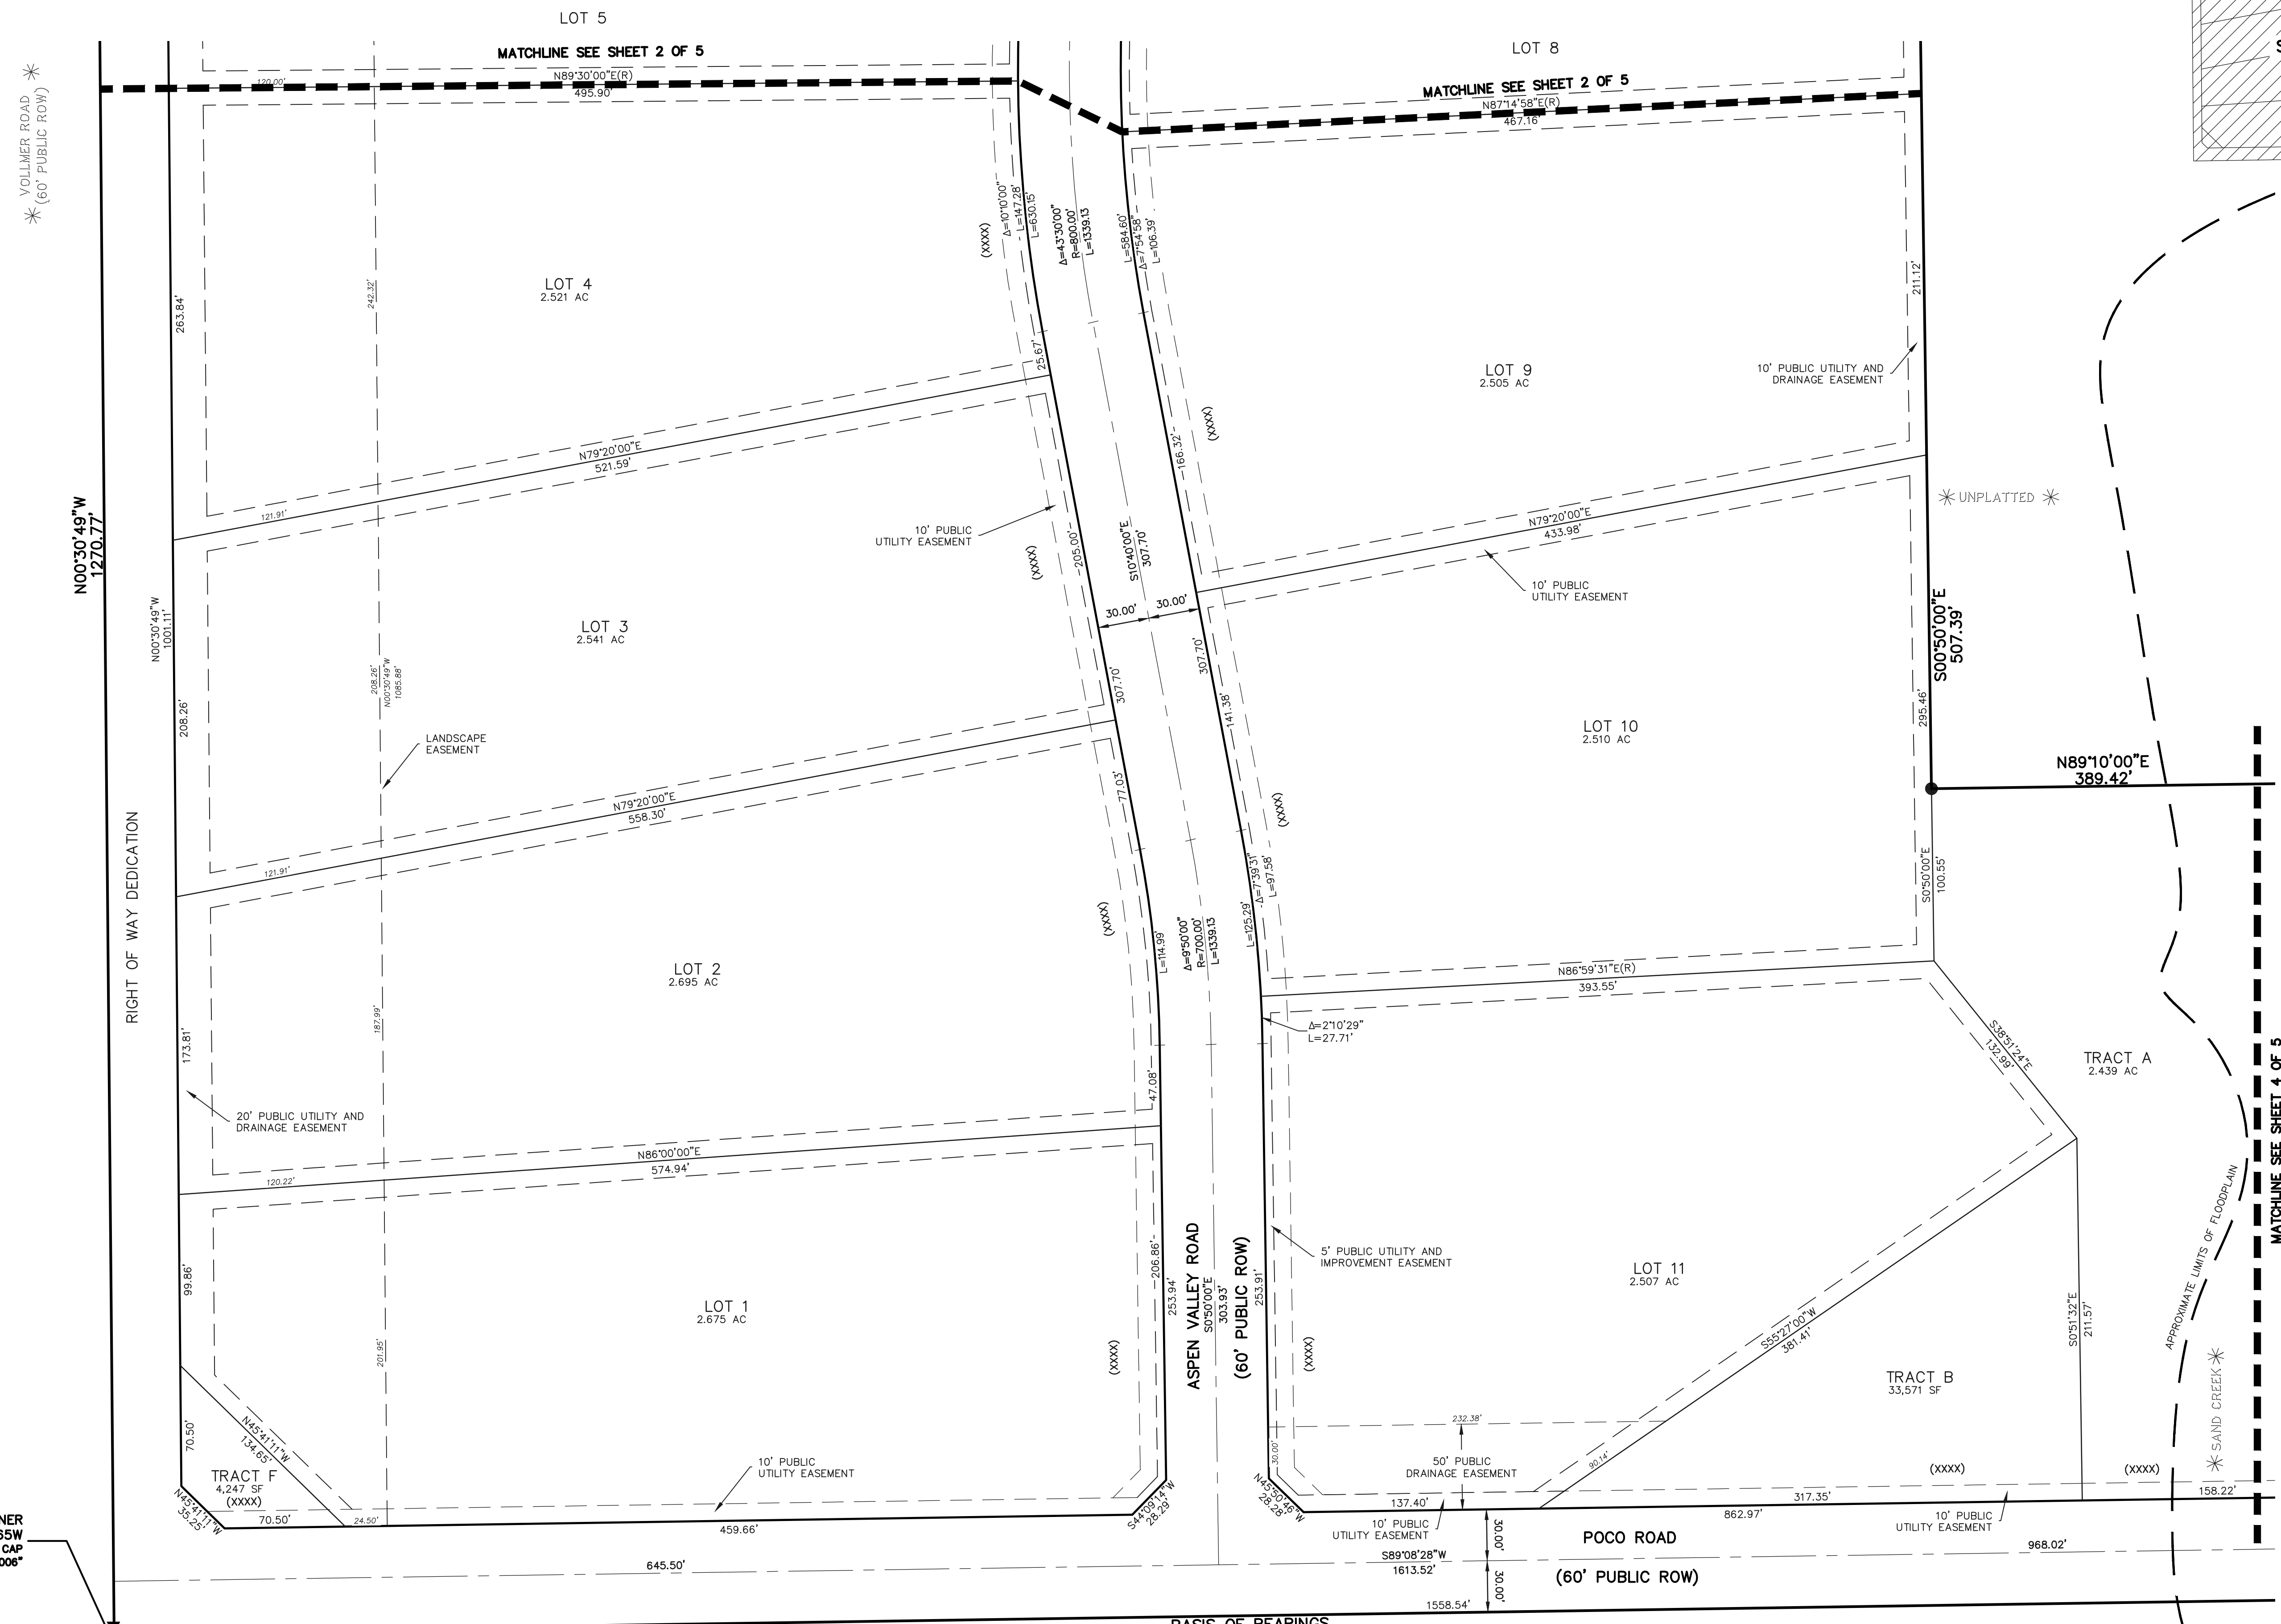 LOT 5
MATCHLINE SEE SHEET 2 OF 5
N89°30'00"E(R)
495.90'
120.00'
LOT 8
MATCHLINE SEE SHEET 2 OF 5
N87°14'58"E(R)
467.16'
VOLLMER ROAD
(60' PUBLIC ROW)
Δ=10°10'00"
L=147.28'
L=630.15'
(XXXX)
Δ=43°30'00"
R=800.00'
L=1339.13
L=584.60'
Δ=7°54'58"
L=106.39'
263.84'
242.32'
LOT 4
2.521 AC
25.67'
LOT 9
2.505 AC
211.12'
10' PUBLIC UTILITY AND
DRAINAGE EASEMENT
(XXXX)
166.32'
N79°20'00"E
521.59'
121.91'
N00°30'49"W
1270.77'
10' PUBLIC
UTILITY EASEMENT
205.00'
(XXXX)
S10°40'00"E
307.70'
N79°20'00"E
433.98'
10' PUBLIC
UTILITY EASEMENT
UNPLATTED
30.00'
30.00'
N00°30'49"W
1001.11'
LOT 3
2.541 AC
208.26'
N00°30'49"W
1085.88'
208.26'
307.70'
307.70'
141.38'
S00°50'00"E
507.39'
295.46'
LOT 10
2.510 AC
LANDSCAPE
EASEMENT
77.03'
N89°10'00"E
389.42'
N79°20'00"E
558.30'
121.91'
(XXXX)
Δ=7°39'31"
L=97.58'
L=125.29'
S0°50'00"E
100.55'
RIGHT OF WAY DEDICATION
(XXXX)
L=114.99'
Δ=9°50'00"
R=700.00'
L=1339.13
LOT 2
2.695 AC
187.99'
173.81'
N86°59'31"E(R)
393.55'
Δ=2°10'29"
L=27.71'
S38°51'24"E
132.99'
TRACT A
2.439 AC
MATCHLINE SEE SHEET 4 OF 5
47.08'
20' PUBLIC UTILITY AND
DRAINAGE EASEMENT
N86°00'00"E
574.94'
120.22'
APPROXIMATE LIMITS OF FLOODPLAIN
99.86'
LOT 1
2.675 AC
201.95'
206.86'
253.94'
ASPEN VALLEY ROAD
S0°50'00"E
303.93'
(60' PUBLIC ROW)
253.91'
5' PUBLIC UTILITY AND
IMPROVEMENT EASEMENT
LOT 11
2.507 AC
S55°27'00"W
381.41'
S0°51'32"E
211.57'
(XXXX)
(XXXX)
TRACT B
33,571 SF
SAND CREEK
70.50'
N45°41'11"W
134.65'
TRACT F
4,247 SF
(XXXX)
N45°41'11"W
35.25'
70.50'
24.50'
10' PUBLIC
UTILITY EASEMENT
459.66'
S44°09'14"W
28.29'
30.00'
N45°50'46"W
28.28'
232.38'
50' PUBLIC
DRAINAGE EASEMENT
90.14'
(XXXX)
(XXXX)
137.40'
317.35'
158.22'
862.97'
10' PUBLIC
UTILITY EASEMENT
10' PUBLIC
UTILITY EASEMENT
NER
65W
CAP
006"
645.50'
S89°08'28"W
1613.52'
30.00'
30.00'
POCO ROAD
(60' PUBLIC ROW)
968.02'
1558.54'
BASIS OF BEARINGS